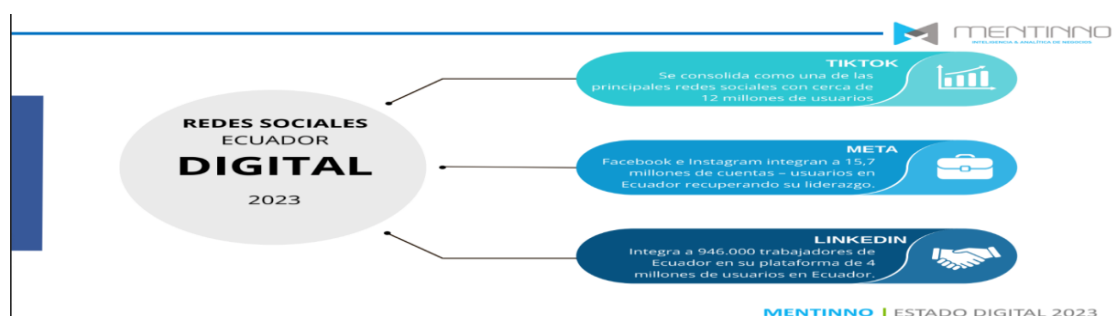 MENTINNO
INTELIGENCIA & ANALÍTICA DE NEGOCIOS
REDES SOCIALES
ECUADOR
DIGITAL
2023
TIKTOK
Se consolida como una de las
principales redes sociales con cerca de
12 millones de usuarios
META
Facebook e Instagram integran a 15,7
millones de cuentas – usuarios en
Ecuador recuperando su liderazgo.
LINKEDIN
Integra a 946.000 trabajadores de
Ecuador en su plataforma de 4
millones de usuarios en Ecuador.
MENTINNO | ESTADO DIGITAL 2023